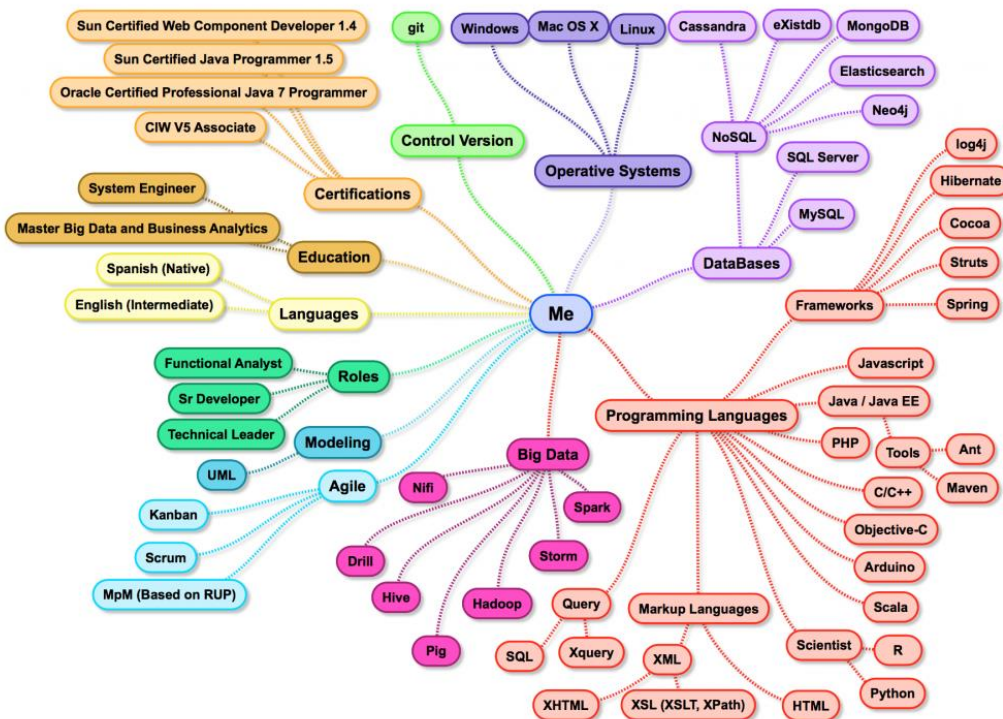 Sun Certified Web Component Developer 1.4
Sun Certified Java Programmer 1.5
Oracle Certified Professional Java 7 Programmer
CIW V5 Associate
Certifications
git
Control Version
Windows
Mac OS X
Linux
Operative Systems
Cassandra
eXistdb
MongoDB
Elasticsearch
Neo4j
NoSQL
SQL Server
MySQL
DataBases
System Engineer
Master Big Data and Business Analytics
Education
Spanish (Native)
English (Intermediate)
Languages
Me
log4j
Hibernate
Cocoa
Struts
Spring
Frameworks
Functional Analyst
Sr Developer
Technical Leader
Roles
Modeling
UML
Agile
Kanban
Scrum
MpM (Based on RUP)
Big Data
Nifi
Spark
Drill
Storm
Hive
Hadoop
Pig
Programming Languages
Javascript
Java / Java EE
PHP
Tools
Ant
Maven
C/C++
Objective-C
Arduino
Scala
Scientist
R
Python
Query
SQL
Xquery
Markup Languages
XML
XHTML
XSL (XSLT, XPath)
HTML